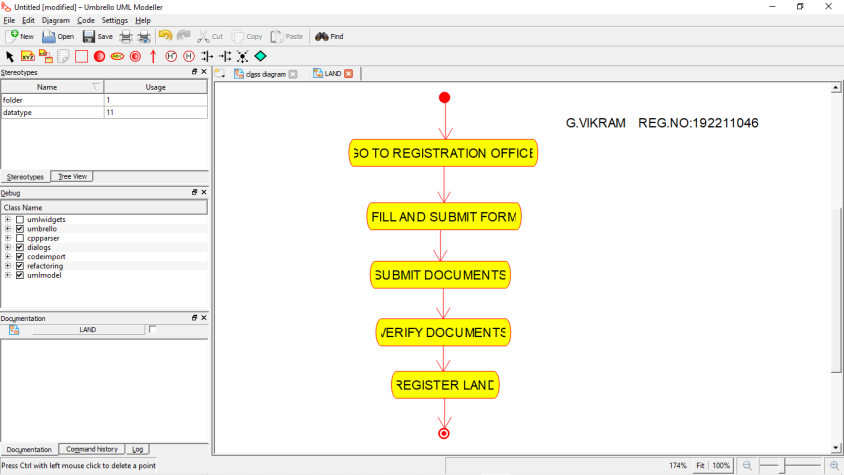 Untitled [modified] – Umbrello UML Modeller
File Edit Diagram Code Settings Help
New Open Save Cut Copy Paste Find
XYZ ABC H* H
Stereotypes
Name Usage
folder 1
datatype 11
Stereotypes Tree View
Debug
Class Name
umlwidgets
umbrello
cppparser
dialogs
codeimport
refactoring
umlmodel
Documentation
LAND
Documentation Command history Log
Press Ctrl with left mouse click to delete a point
class diagram LAND
G.VIKRAM REG.NO:192211046
GO TO REGISTRATION OFFICE
FILL AND SUBMIT FORM
SUBMIT DOCUMENTS
VERIFY DOCUMENTS
REGISTER LAND
174% Fit 100%